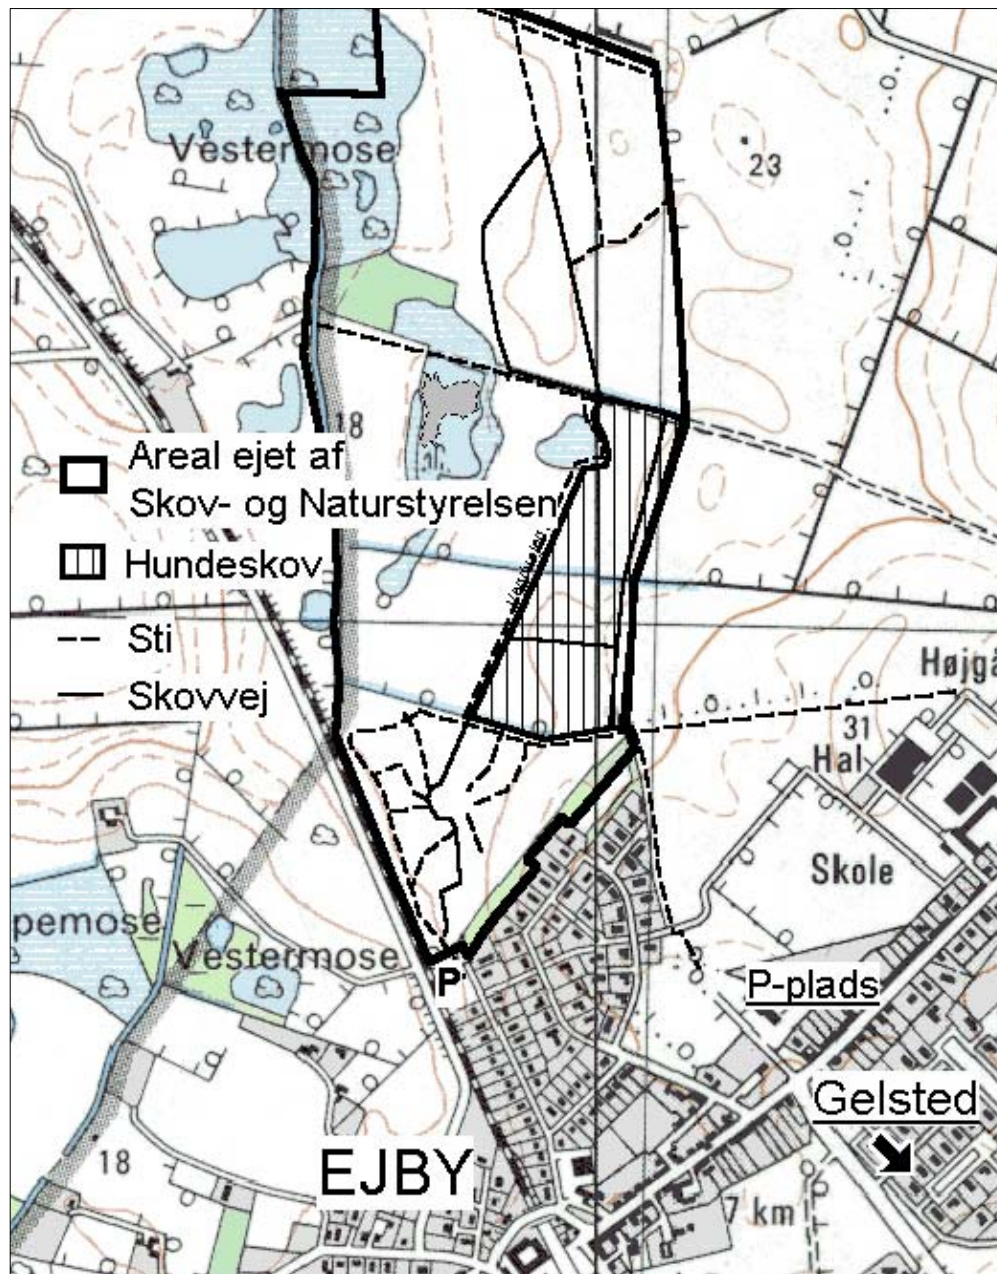 Vestermose
23
18
Areal ejet af
Skov- og Naturstyrelsen
Hundeskov
Sti
Skovvej
Højgå
31
Hal
Skole
pemose
Vestermose
P
P-plads
Gelsted
18
EJBY
7 km